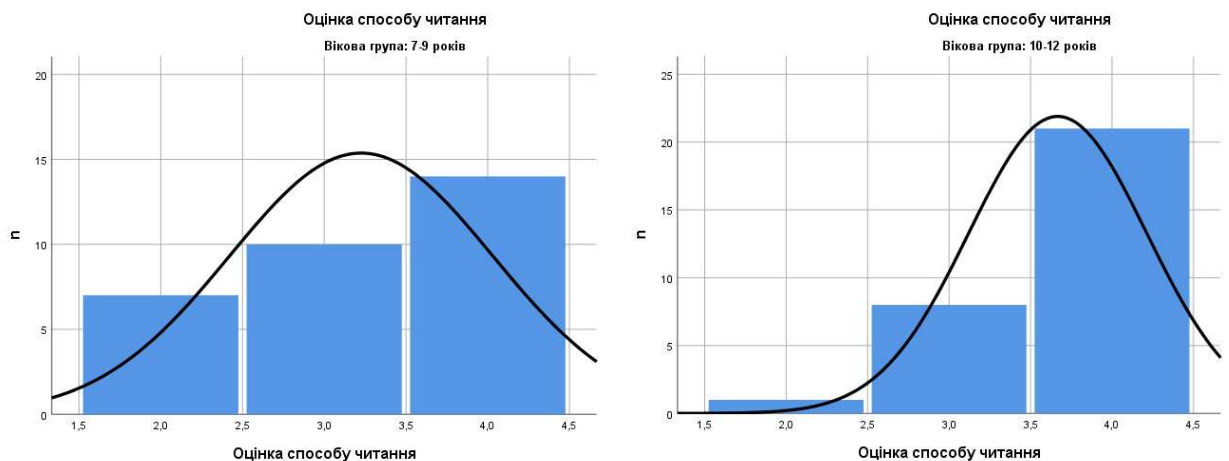 Оцінка способу читання
Вікова група: 7-9 років
20
15
10
5
0
n
1,5 2,0 2,5 3,0 3,5 4,0 4,5
Оцінка способу читання
Оцінка способу читання
Вікова група: 10-12 років
25
20
15
10
5
0
n
1,5 2,0 2,5 3,0 3,5 4,0 4,5
Оцінка способу читання